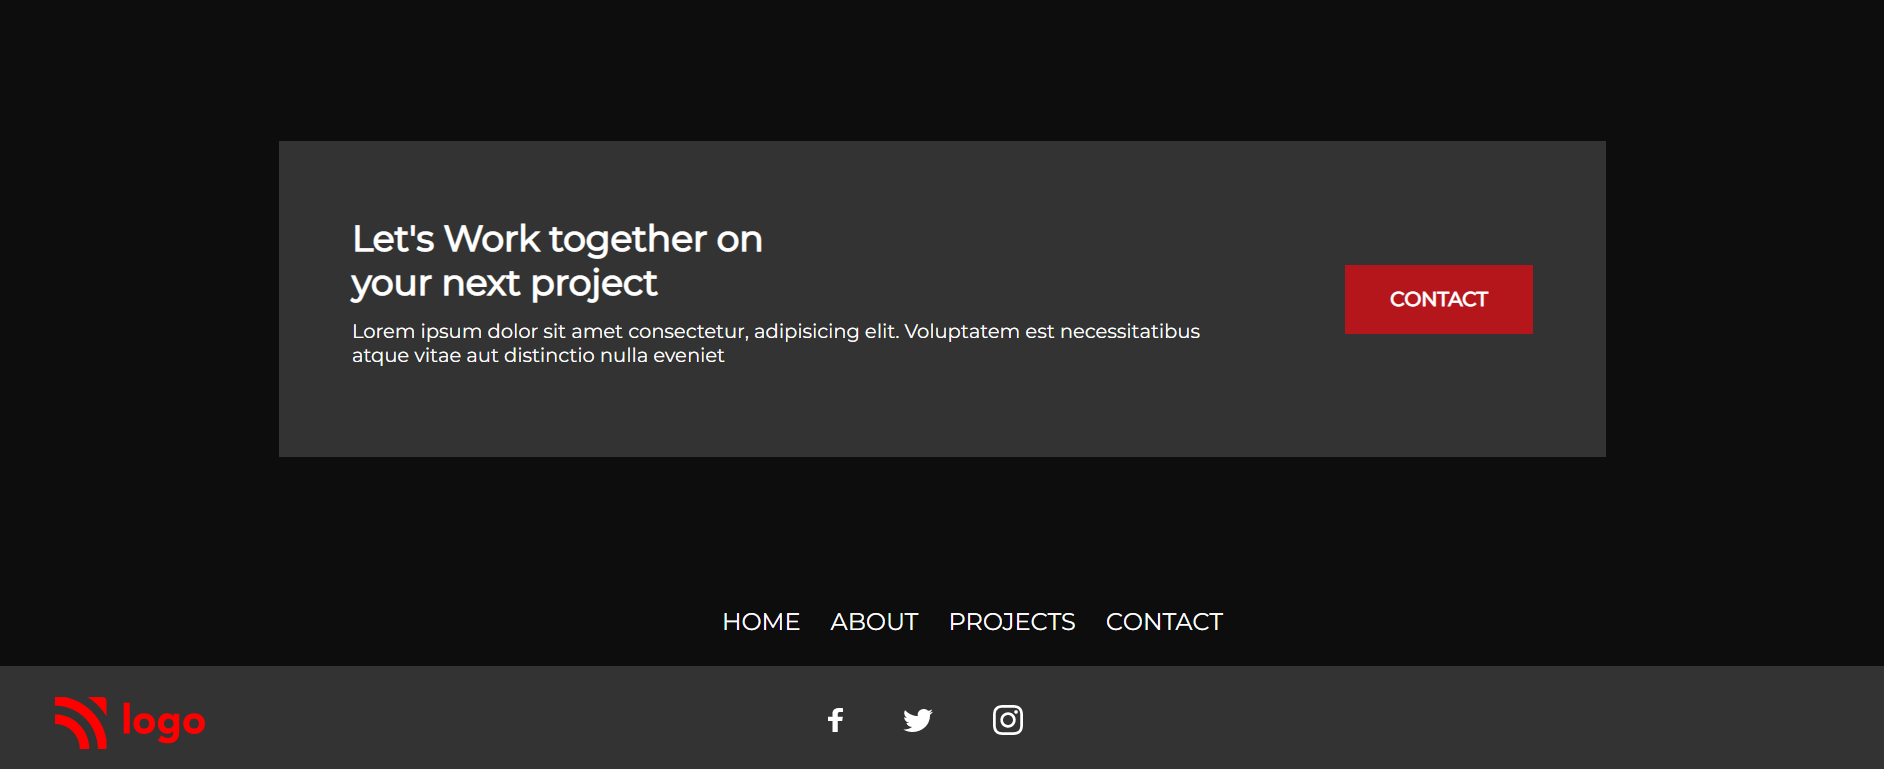 Let's Work together on
your next project
Lorem ipsum dolor sit amet consectetur, adipisicing elit. Voluptatem est necessitatibus
atque vitae aut distinctio nulla eveniet
CONTACT
HOME ABOUT PROJECTS CONTACT
logo